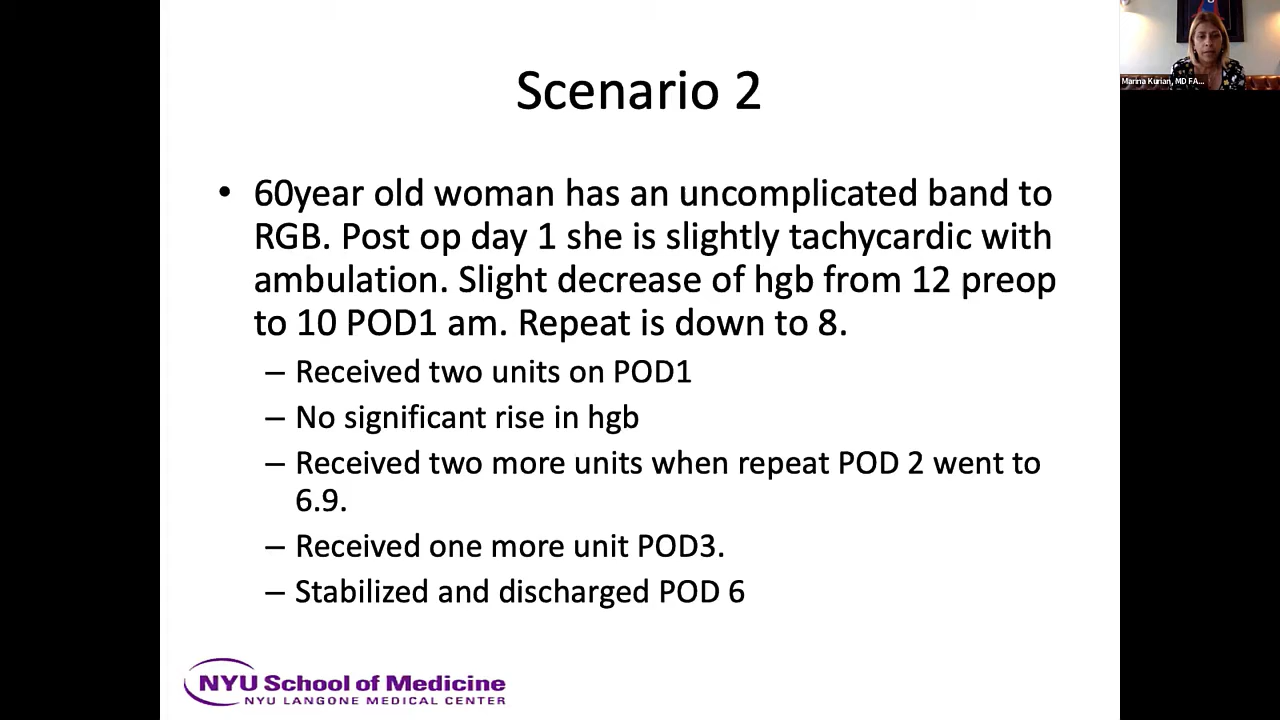 Scenario 2
• 60year old woman has an uncomplicated band to
RGB. Post op day 1 she is slightly tachycardic with
ambulation. Slight decrease of hgb from 12 preop
to 10 POD1 am. Repeat is down to 8.
– Received two units on POD1
– No significant rise in hgb
– Received two more units when repeat POD 2 went to
6.9.
– Received one more unit POD3.
– Stabilized and discharged POD 6
NYU School of Medicine
NYU LANGONE MEDICAL CENTER
Marina Kurian, MD FA...